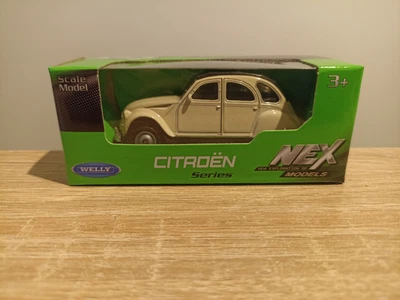 Scale
Model
3+
WELLY
CITROËN
Series
NEX
MODELS